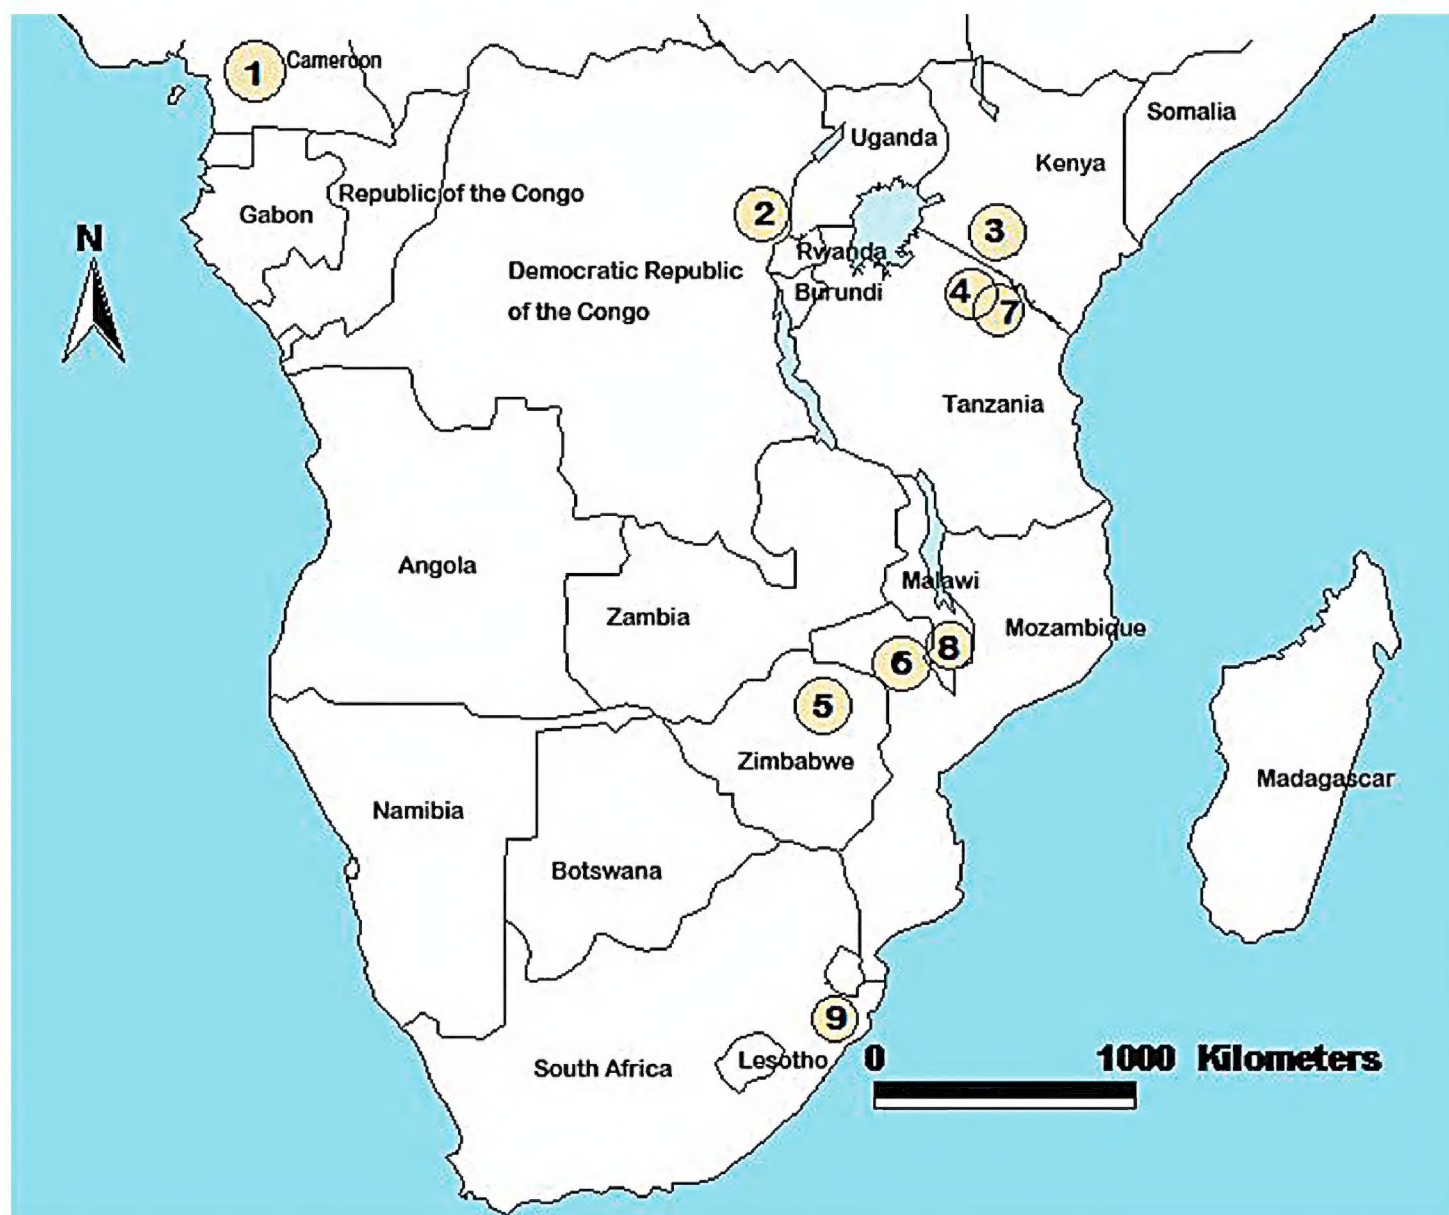 1 Cameroon
Somalia
Uganda
Kenya
Republic of the Congo
Gabon
2
3
N
Rwanda
Democratic Republic
of the Congo
Burundi
4
7
Tanzania
Angola
Malawi
Zambia
Mozambique
8
6
5
Zimbabwe
Madagascar
Namibia
Botswana
9
South Africa
Lesotho
0 1000 Kilometers